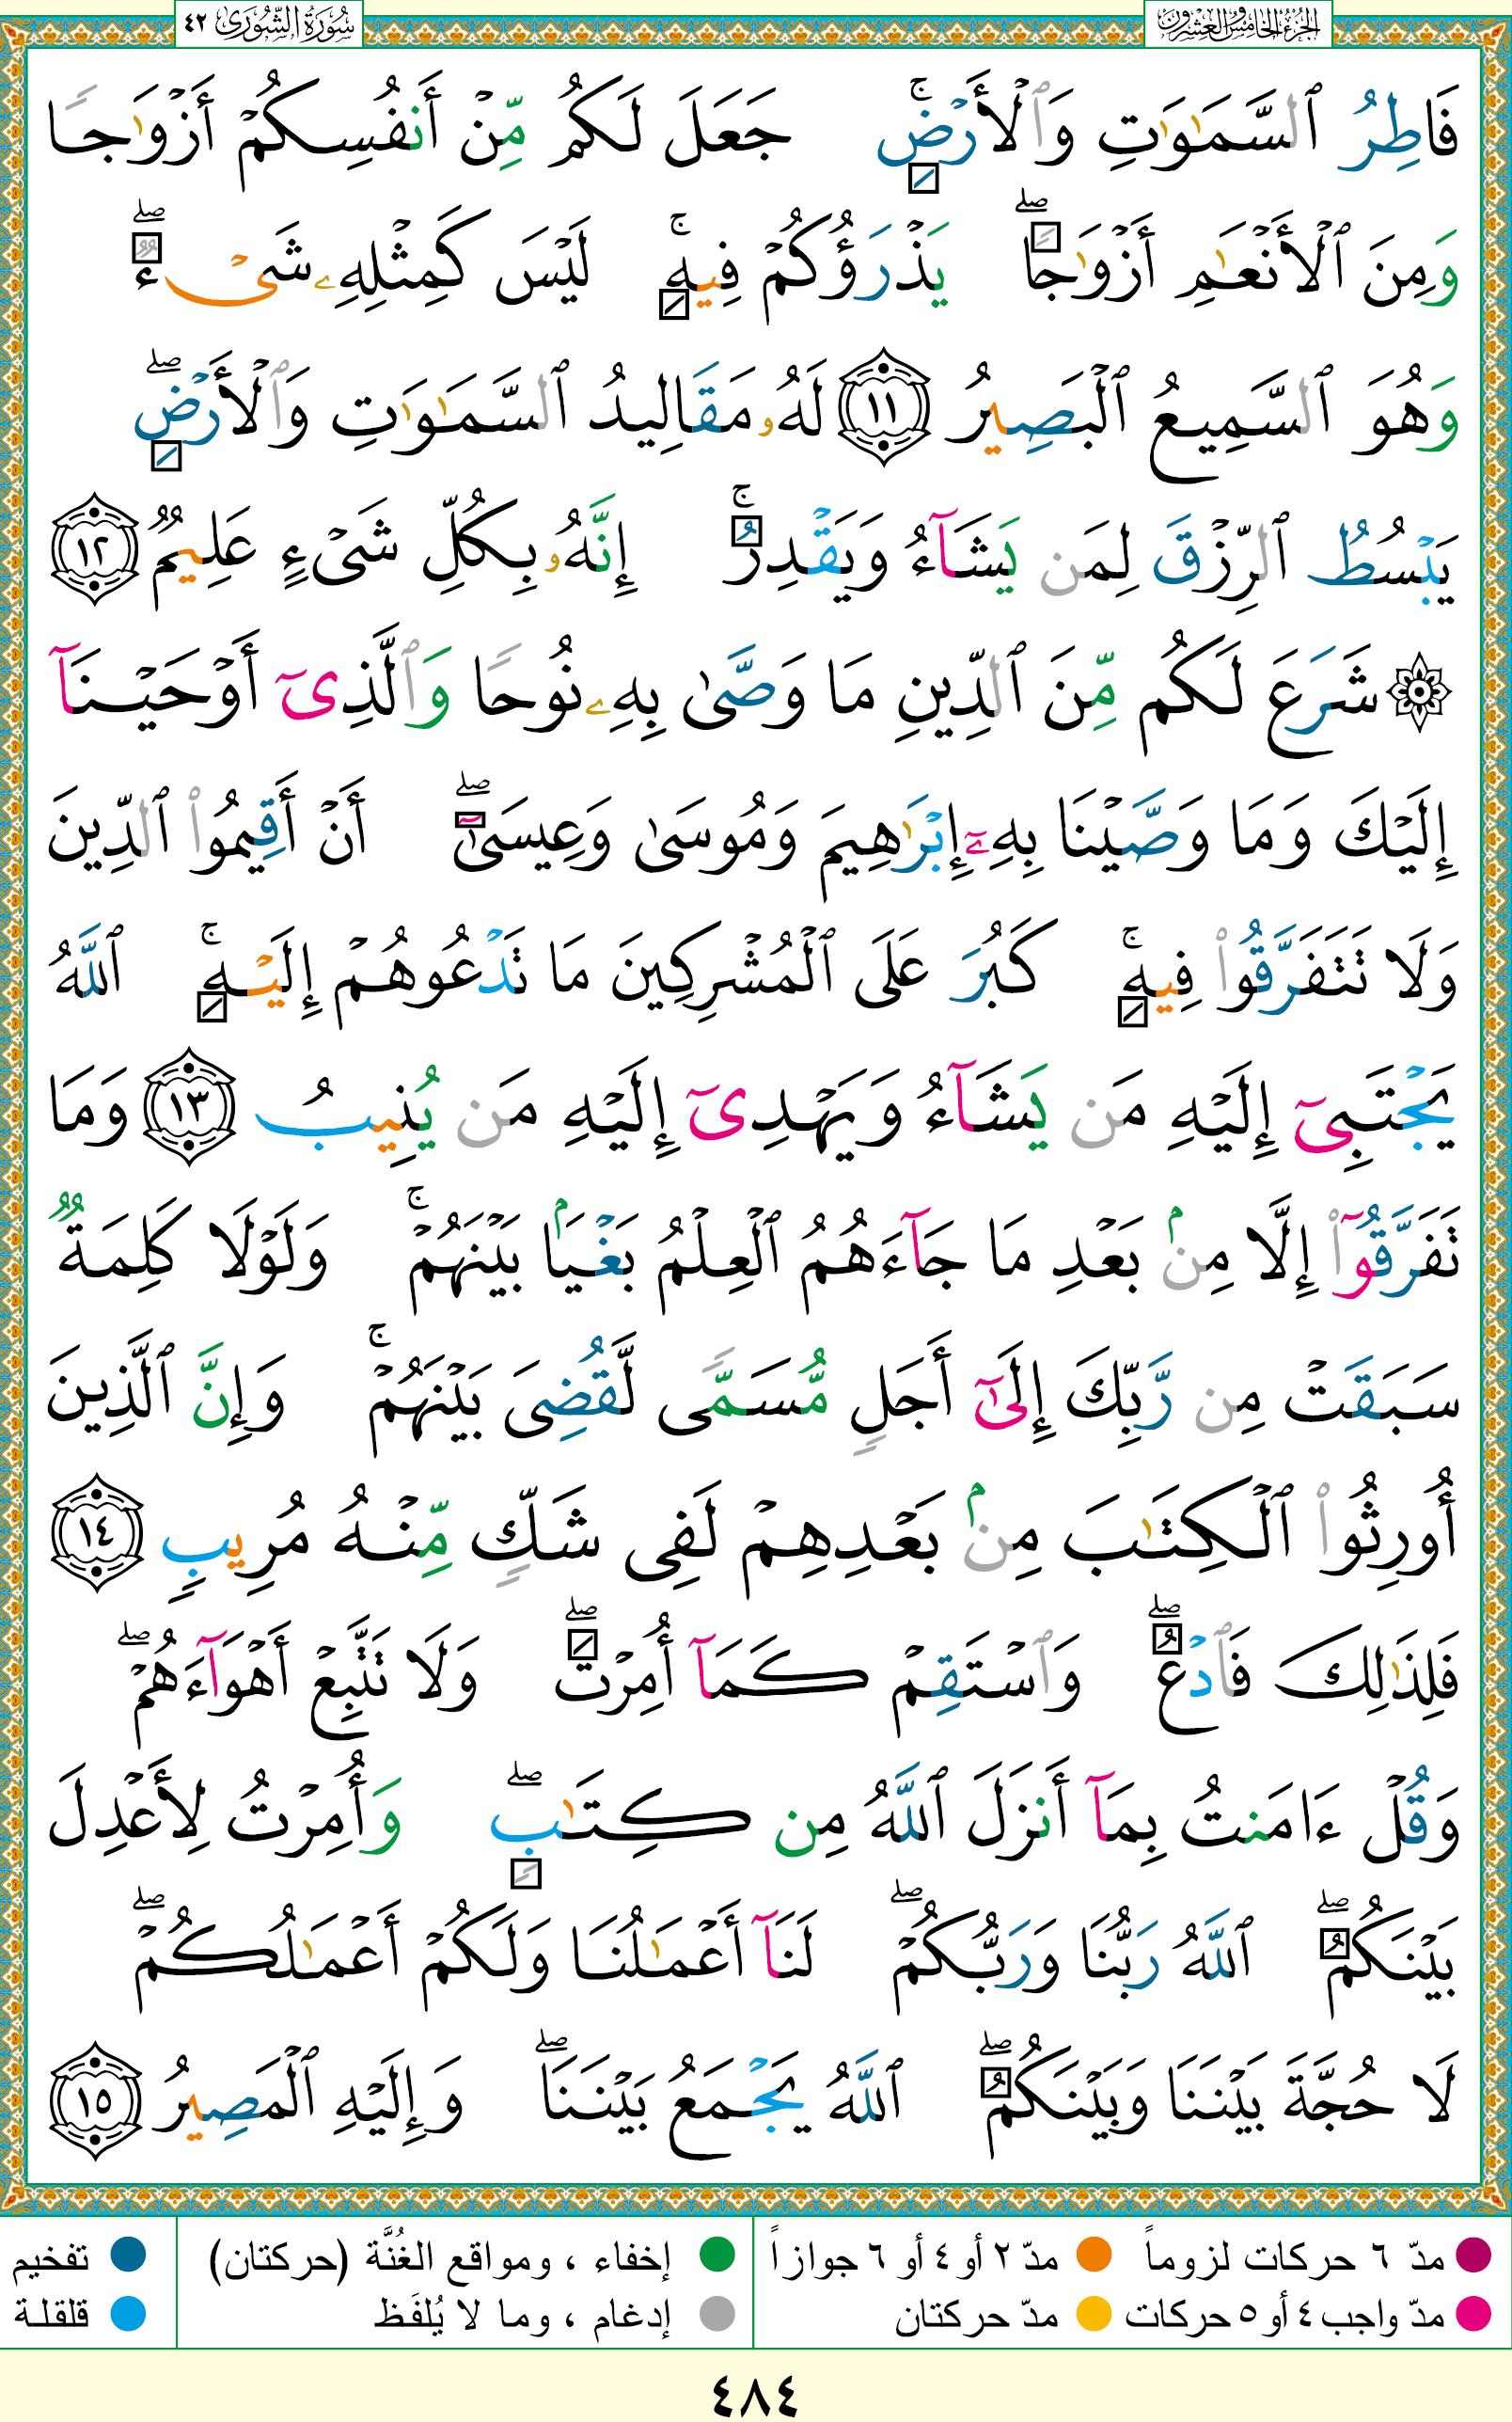 الجزء الخامس والعشرون
سُورَةُ الشُّورَىٰ ٤٢
فَاطِرُ ٱلسَّمَٰوَٰتِ وَٱلْأَرْضِۚ جَعَلَ لَكُم مِّنْ أَنفُسِكُمْ أَزْوَٰجًا
وَمِنَ ٱلْأَنْعَٰمِ أَزْوَٰجًاۖ يَذْرَؤُكُمْ فِيهِۚ لَيْسَ كَمِثْلِهِۦ شَىْءٌۖ
وَهُوَ ٱلسَّمِيعُ ٱلْبَصِيرُ ١١ لَهُۥ مَقَالِيدُ ٱلسَّمَٰوَٰتِ وَٱلْأَرْضِۖ
يَبْسُطُ ٱلرِّزْقَ لِمَن يَشَآءُ وَيَقْدِرُۚ إِنَّهُۥ بِكُلِّ شَىْءٍ عَلِيمٌ ١٢
۞ شَرَعَ لَكُم مِّنَ ٱلدِّينِ مَا وَصَّىٰ بِهِۦ نُوحًا وَٱلَّذِىٓ أَوْحَيْنَآ
إِلَيْكَ وَمَا وَصَّيْنَا بِهِۦٓ إِبْرَٰهِيمَ وَمُوسَىٰ وَعِيسَىٰٓۖ أَنْ أَقِيمُوا۟ ٱلدِّينَ
وَلَا تَتَفَرَّقُوا۟ فِيهِۚ كَبُرَ عَلَى ٱلْمُشْرِكِينَ مَا تَدْعُوهُمْ إِلَيْهِۚ ٱللَّهُ
يَجْتَبِىٓ إِلَيْهِ مَن يَشَآءُ وَيَهْدِىٓ إِلَيْهِ مَن يُنِيبُ ١٣ وَمَا
تَفَرَّقُوٓا۟ إِلَّا مِنۢ بَعْدِ مَا جَآءَهُمُ ٱلْعِلْمُ بَغْيًۢا بَيْنَهُمْۚ وَلَوْلَا كَلِمَةٌ
سَبَقَتْ مِن رَّبِّكَ إِلَىٰٓ أَجَلٍ مُّسَمًّى لَّقُضِىَ بَيْنَهُمْۚ وَإِنَّ ٱلَّذِينَ
أُورِثُوا۟ ٱلْكِتَٰبَ مِنۢ بَعْدِهِمْ لَفِى شَكٍّ مِّنْهُ مُرِيبٍ ١٤
فَلِذَٰلِكَ فَٱدْعُۖ وَٱسْتَقِمْ كَمَآ أُمِرْتَۖ وَلَا تَتَّبِعْ أَهْوَآءَهُمْۖ
وَقُلْ ءَامَنتُ بِمَآ أَنزَلَ ٱللَّهُ مِن كِتَٰبٍۖ وَأُمِرْتُ لِأَعْدِلَ
بَيْنَكُمُۖ ٱللَّهُ رَبُّنَا وَرَبُّكُمْۖ لَنَآ أَعْمَٰلُنَا وَلَكُمْ أَعْمَٰلُكُمْۖ
لَا حُجَّةَ بَيْنَنَا وَبَيْنَكُمُۖ ٱللَّهُ يَجْمَعُ بَيْنَنَاۖ وَإِلَيْهِ ٱلْمَصِيرُ ١٥
مدّ ٦ حركات لزوماً مدّ ٢ أو ٤ أو ٦ جوازاً إخفاء ، ومواقع الغُنَّة (حركتان) تفخيم
مدّ واجب ٤ أو ٥ حركات مدّ حركتان إدغام ، وما لا يُلفَظ قلقلة
٤٨٤